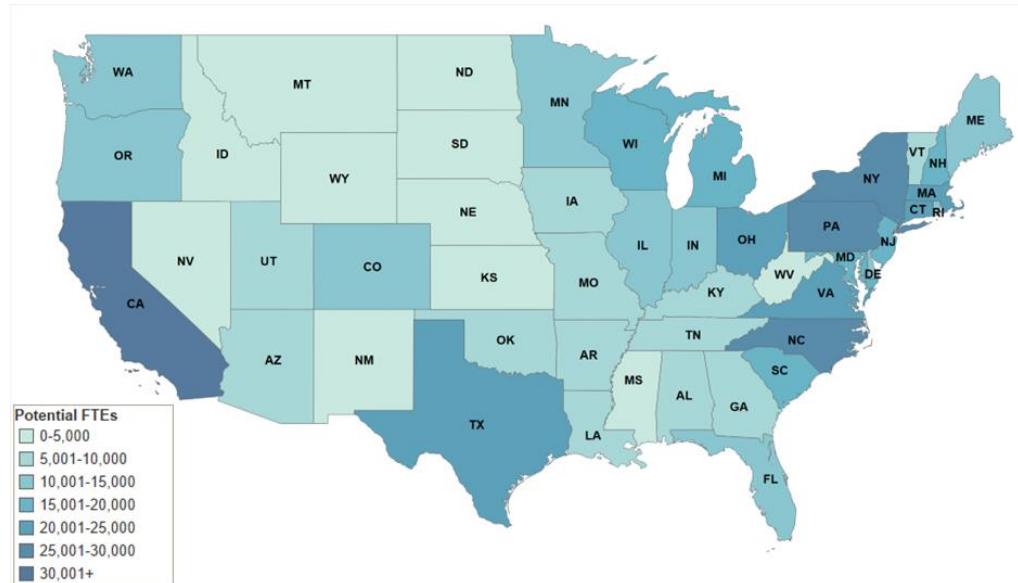 WA
MT
ND
MN
ME
OR
ID
SD
WI
VT
NH
WY
MI
NY
MA
CT
RI
IA
NE
PA
NV
UT
CO
IL
IN
OH
NJ
MD
DE
WV
VA
KS
MO
KY
CA
NC
TN
OK
AR
AZ
NM
SC
MS
AL
GA
TX
LA
FL
Potential FTEs
0-5,000
5,001-10,000
10,001-15,000
15,001-20,000
20,001-25,000
25,001-30,000
30,001+